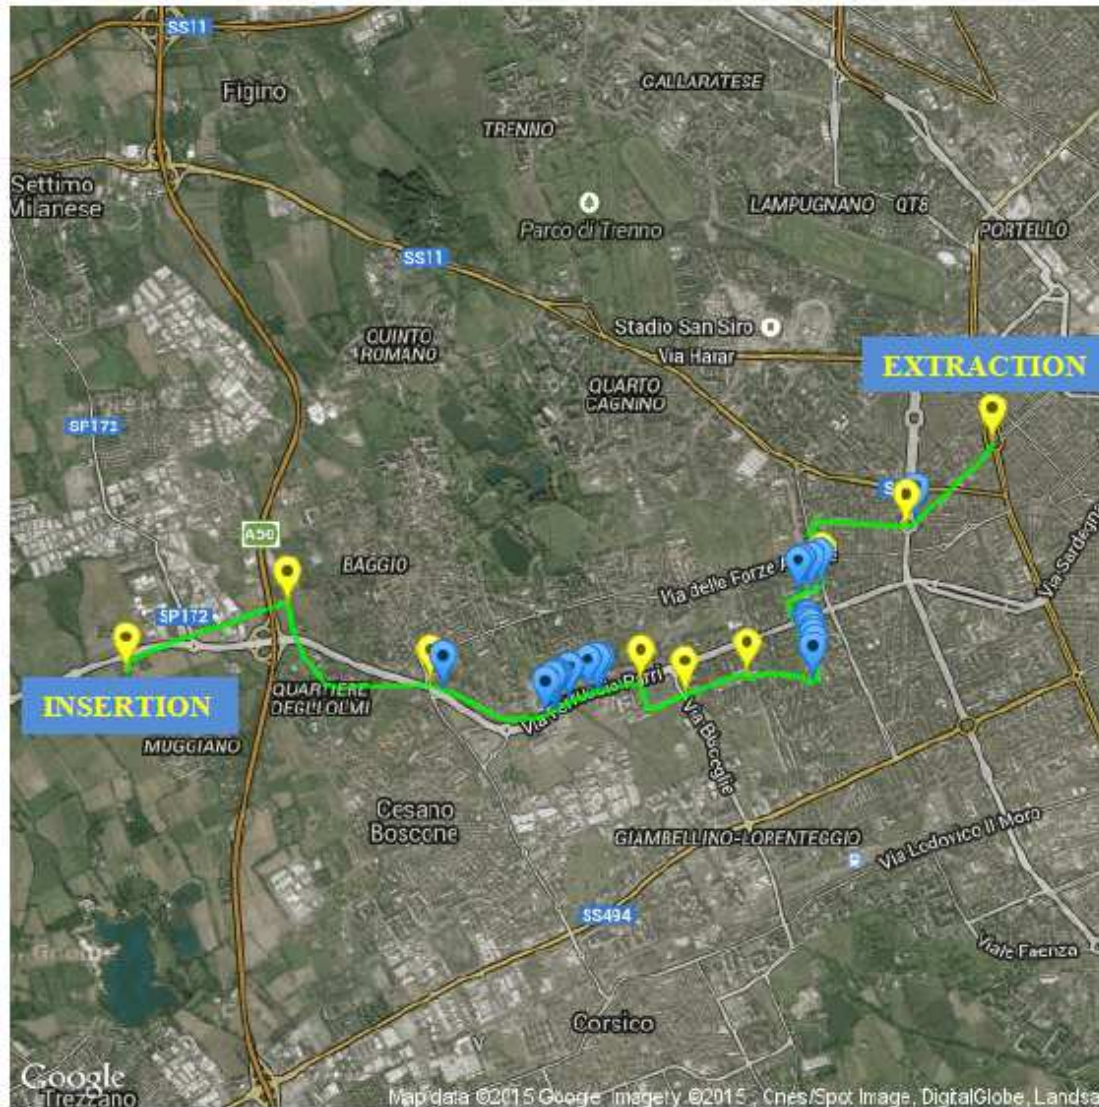 SS11
Figino
GALLARATESE
TRENNO
Settimo
Milanese
LAMPUGNANO QT8
Parco di Trenno
PORTELLO
SS11
Stadio San Siro
QUINTO
ROMANO
Via Harar
EXTRACTION
QUARTO
CAGNINO
SP172
A50
BAGGIO
Via delle Forze
Via Sardegna
SP172
INSERTION
QUARTIERE
DEGLI OLMI
Parri
MUGGIANO
Via Bisceglie
Cesano
Boscone
GIAMBELLINO-LORENTEGGIO
Via Lodovico Il Moro
SS494
Viale Faenza
Corsico
Google
Trezzano
Map data ©2015 Google Imagery ©2015 , Cnes/Spot Image, DigitalGlobe, Landsa